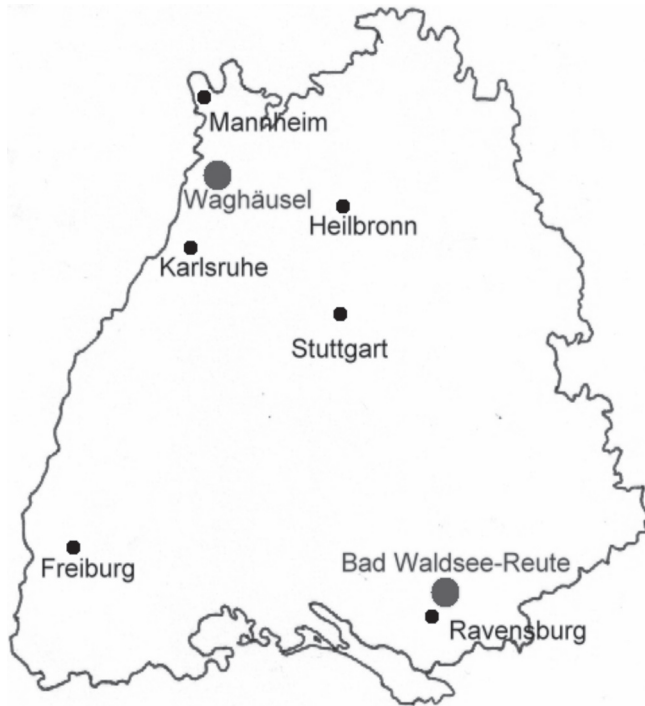 Mannheim
Waghäusel
Heilbronn
Karlsruhe
Stuttgart
Freiburg
Bad Waldsee-Reute
Ravensburg